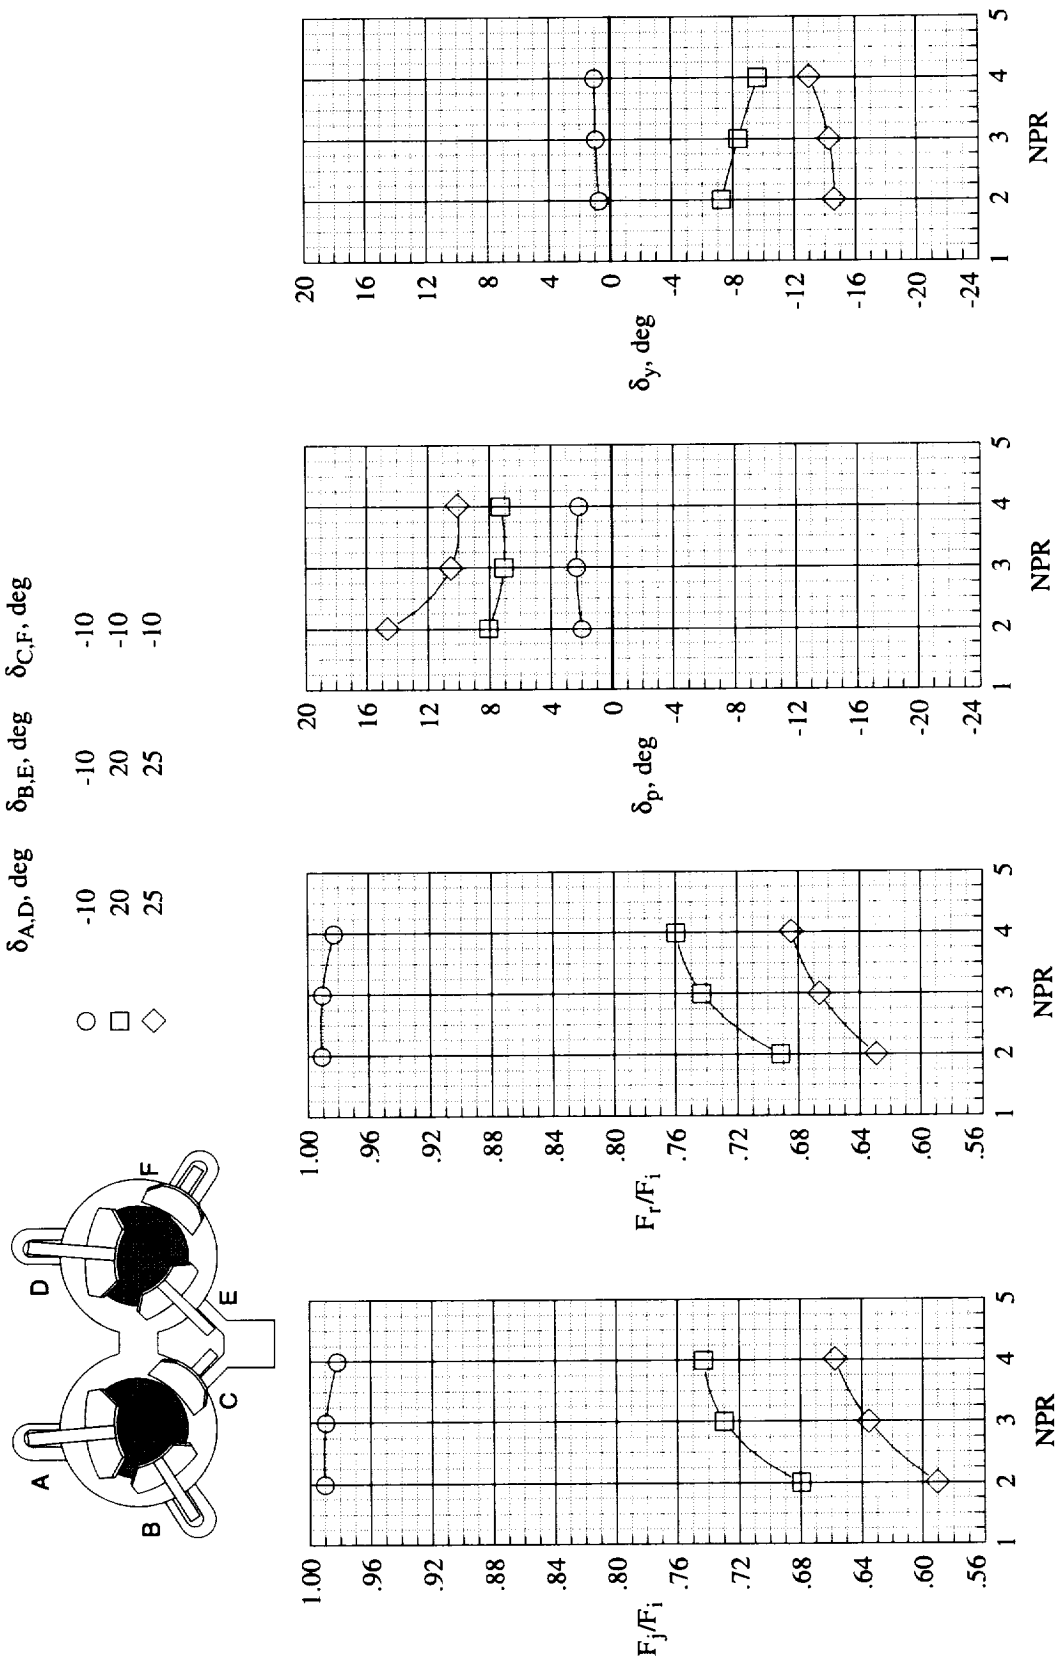 δA,D, deg δB,E, deg δC,F, deg
-10 -10 -10
20 20 -10
25 25 -10
A
B
C
D
E
F
1.00
.96
.92
.88
.84
.80
.76
.72
.68
.64
.60
.56
Fj/Fi
1 2 3 4 5
NPR
1.00
.96
.92
.88
.84
.80
.76
.72
.68
.64
.60
.56
Fr/Fi
1 2 3 4 5
NPR
20
16
12
8
4
0
-4
-8
-12
-16
-20
-24
δp, deg
1 2 3 4 5
NPR
20
16
12
8
4
0
-4
-8
-12
-16
-20
-24
δy, deg
1 2 3 4 5
NPR